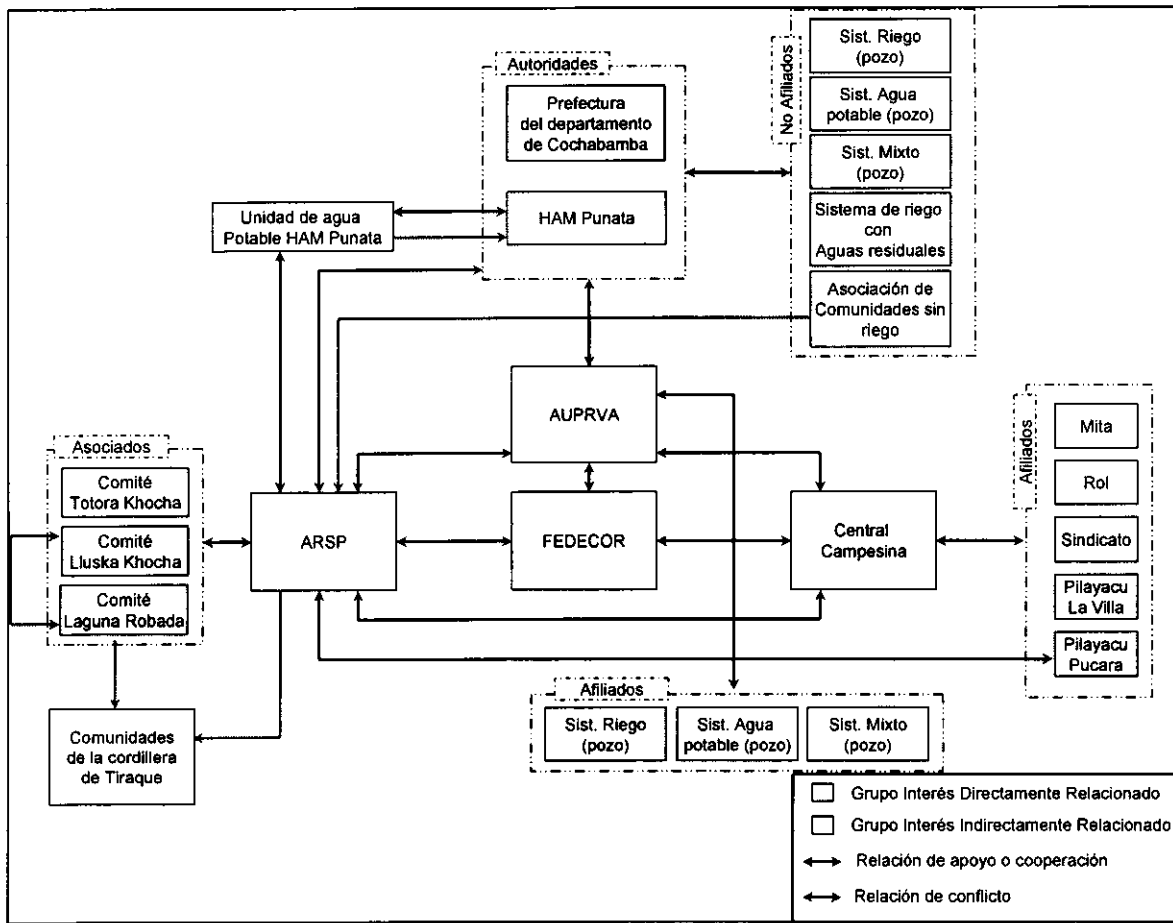 Autoridades
Prefectura
del departamento
de Cochabamba
HAM Punata
Unidad de agua
Potable HAM Punata
No Afiliados
Sist. Riego
(pozo)
Sist. Agua
potable (pozo)
Sist. Mixto
(pozo)
Sistema de riego
con
Aguas residuales
Asociación de
Comunidades sin
riego
AUPRVA
Asociados
Comité
Totora Khocha
Comité
Lluska Khocha
Comité
Laguna Robada
ARSP
FEDECOR
Central
Campesina
Afiliados
Mita
Rol
Sindicato
Pilayacu
La Villa
Pilayacu
Pucara
Comunidades
de la cordillera
de Tiraque
Afiliados
Sist. Riego
(pozo)
Sist. Agua
potable (pozo)
Sist. Mixto
(pozo)
Grupo Interés Directamente Relacionado
Grupo Interés Indirectamente Relacionado
Relación de apoyo o cooperación
Relación de conflicto